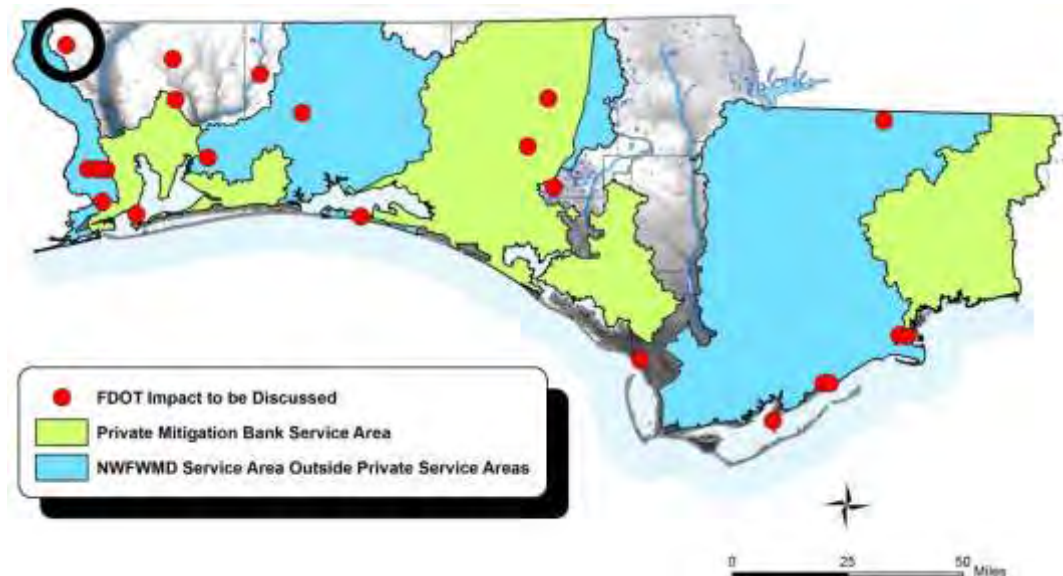 FDOT Impact to be Discussed
Private Mitigation Bank Service Area
NWFWMD Service Area Outside Private Service Areas
0 25 50 Miles